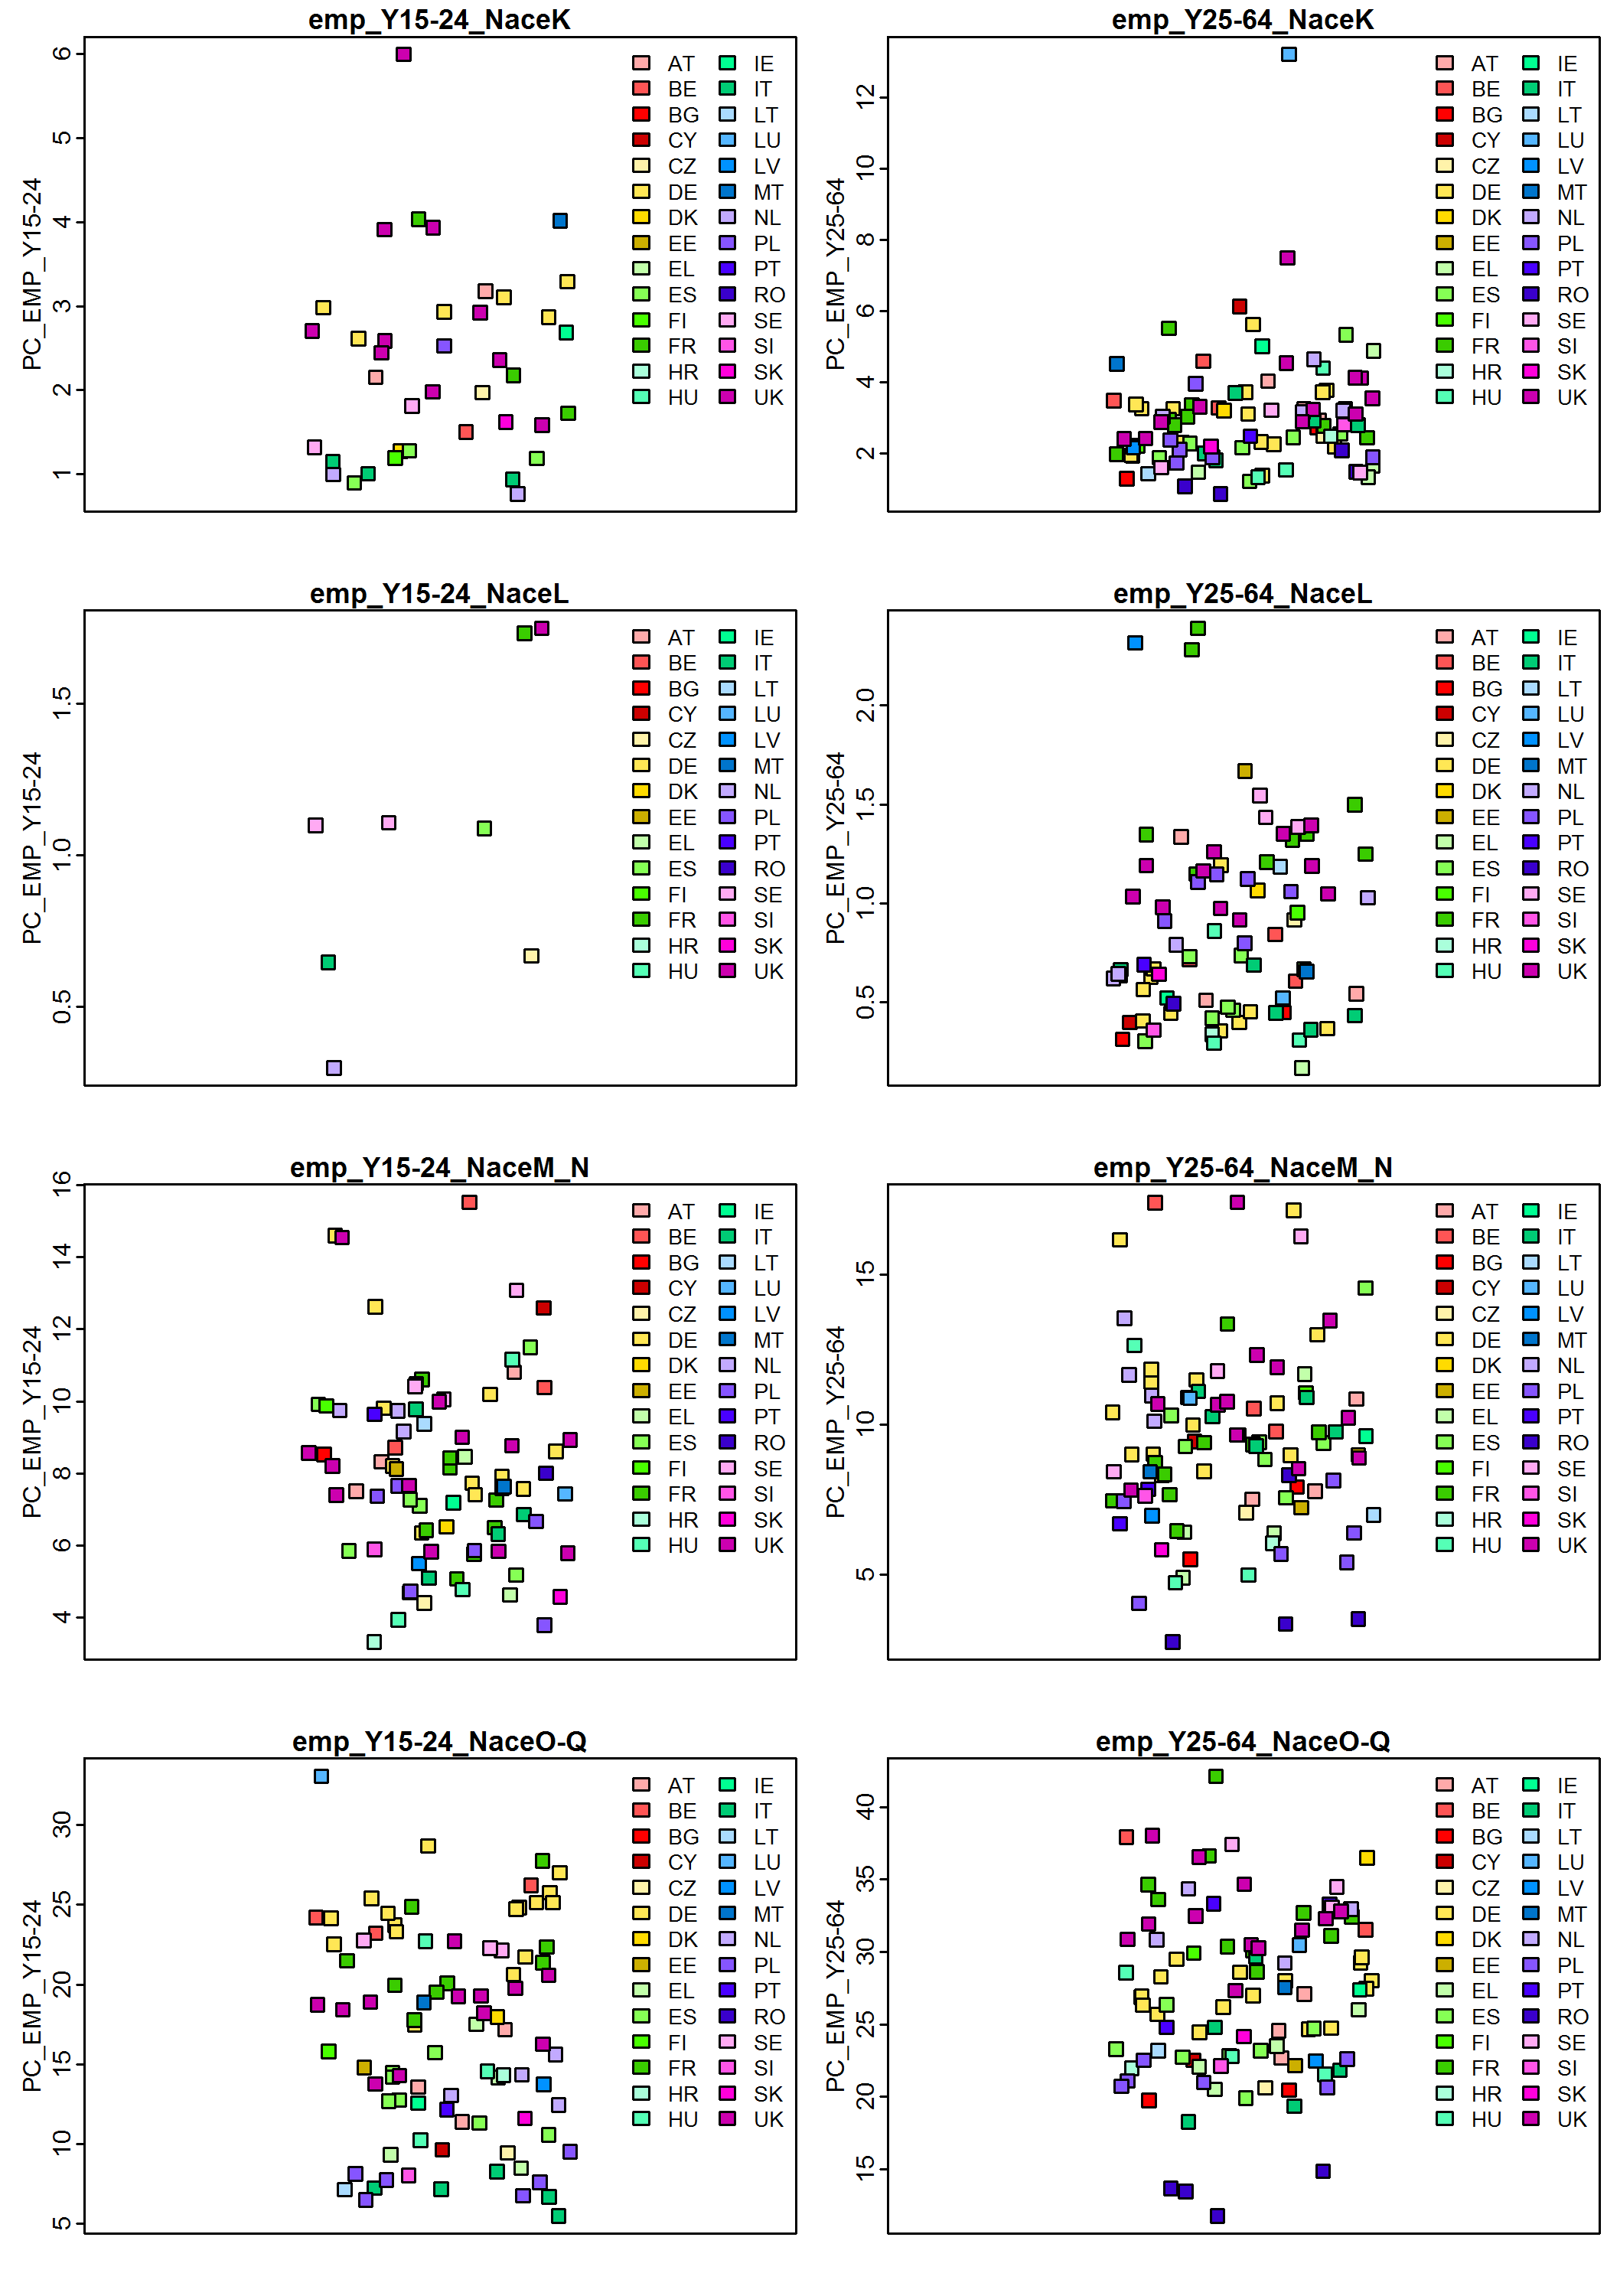 emp_Y15-24_NaceK
PC_EMP_Y15-24
1 2 3 4 5 6
AT IE
BE IT
BG LT
CY LU
CZ LV
DE MT
DK NL
EE PL
EL PT
ES RO
FI SE
FR SI
HR SK
HU UK
emp_Y25-64_NaceK
PC_EMP_Y25-64
2 4 6 8 10 12
AT IE
BE IT
BG LT
CY LU
CZ LV
DE MT
DK NL
EE PL
EL PT
ES RO
FI SE
FR SI
HR SK
HU UK
emp_Y15-24_NaceL
PC_EMP_Y15-24
0.5 1.0 1.5
AT IE
BE IT
BG LT
CY LU
CZ LV
DE MT
DK NL
EE PL
EL PT
ES RO
FI SE
FR SI
HR SK
HU UK
emp_Y25-64_NaceL
PC_EMP_Y25-64
0.5 1.0 1.5 2.0
AT IE
BE IT
BG LT
CY LU
CZ LV
DE MT
DK NL
EE PL
EL PT
ES RO
FI SE
FR SI
HR SK
HU UK
emp_Y15-24_NaceM_N
PC_EMP_Y15-24
4 6 8 10 12 14 16
AT IE
BE IT
BG LT
CY LU
CZ LV
DE MT
DK NL
EE PL
EL PT
ES RO
FI SE
FR SI
HR SK
HU UK
emp_Y25-64_NaceM_N
PC_EMP_Y25-64
5 10 15
AT IE
BE IT
BG LT
CY LU
CZ LV
DE MT
DK NL
EE PL
EL PT
ES RO
FI SE
FR SI
HR SK
HU UK
emp_Y15-24_NaceO-Q
PC_EMP_Y15-24
5 10 15 20 25 30
AT IE
BE IT
BG LT
CY LU
CZ LV
DE MT
DK NL
EE PL
EL PT
ES RO
FI SE
FR SI
HR SK
HU UK
emp_Y25-64_NaceO-Q
PC_EMP_Y25-64
15 20 25 30 35 40
AT IE
BE IT
BG LT
CY LU
CZ LV
DE MT
DK NL
EE PL
EL PT
ES RO
FI SE
FR SI
HR SK
HU UK